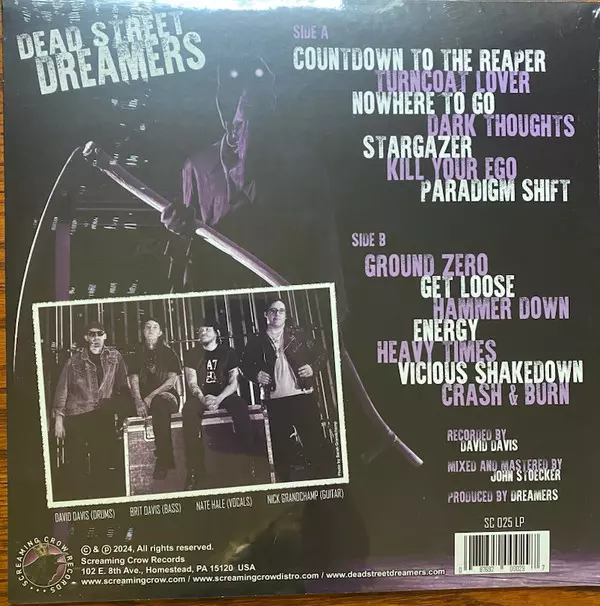 DEAD STREET
DREAMERS
SIDE A
COUNTDOWN TO THE REAPER
TURNCOAT LOVER
NOWHERE TO GO
DARK THOUGHTS
STARGAZER
KILL YOUR EGO
PARADIGM SHIFT
SIDE B
GROUND ZERO
GET LOOSE
HAMMER DOWN
ENERGY
HEAVY TIMES
VICIOUS SHAKEDOWN
CRASH & BURN
RECORDED BY
DAVID DAVIS
MIXED AND MASTERED BY
JOHN STOECKER
PRODUCED BY DREAMERS
DAVID DAVIS (DRUMS) BRIT DAVIS (BASS) NATE HALE (VOCALS) NICK GRANDCHAMP (GUITAR)
SC 025 LP
SCREAMING CROW
RECORDS
© & ℗ 2024, All rights reserved.
Screaming Crow Records
102 E. 8th Ave., Homestead, PA 15120 USA
www.screamingcrow.com / www.screamingcrowdistro.com / www.deadstreetdreamers.com